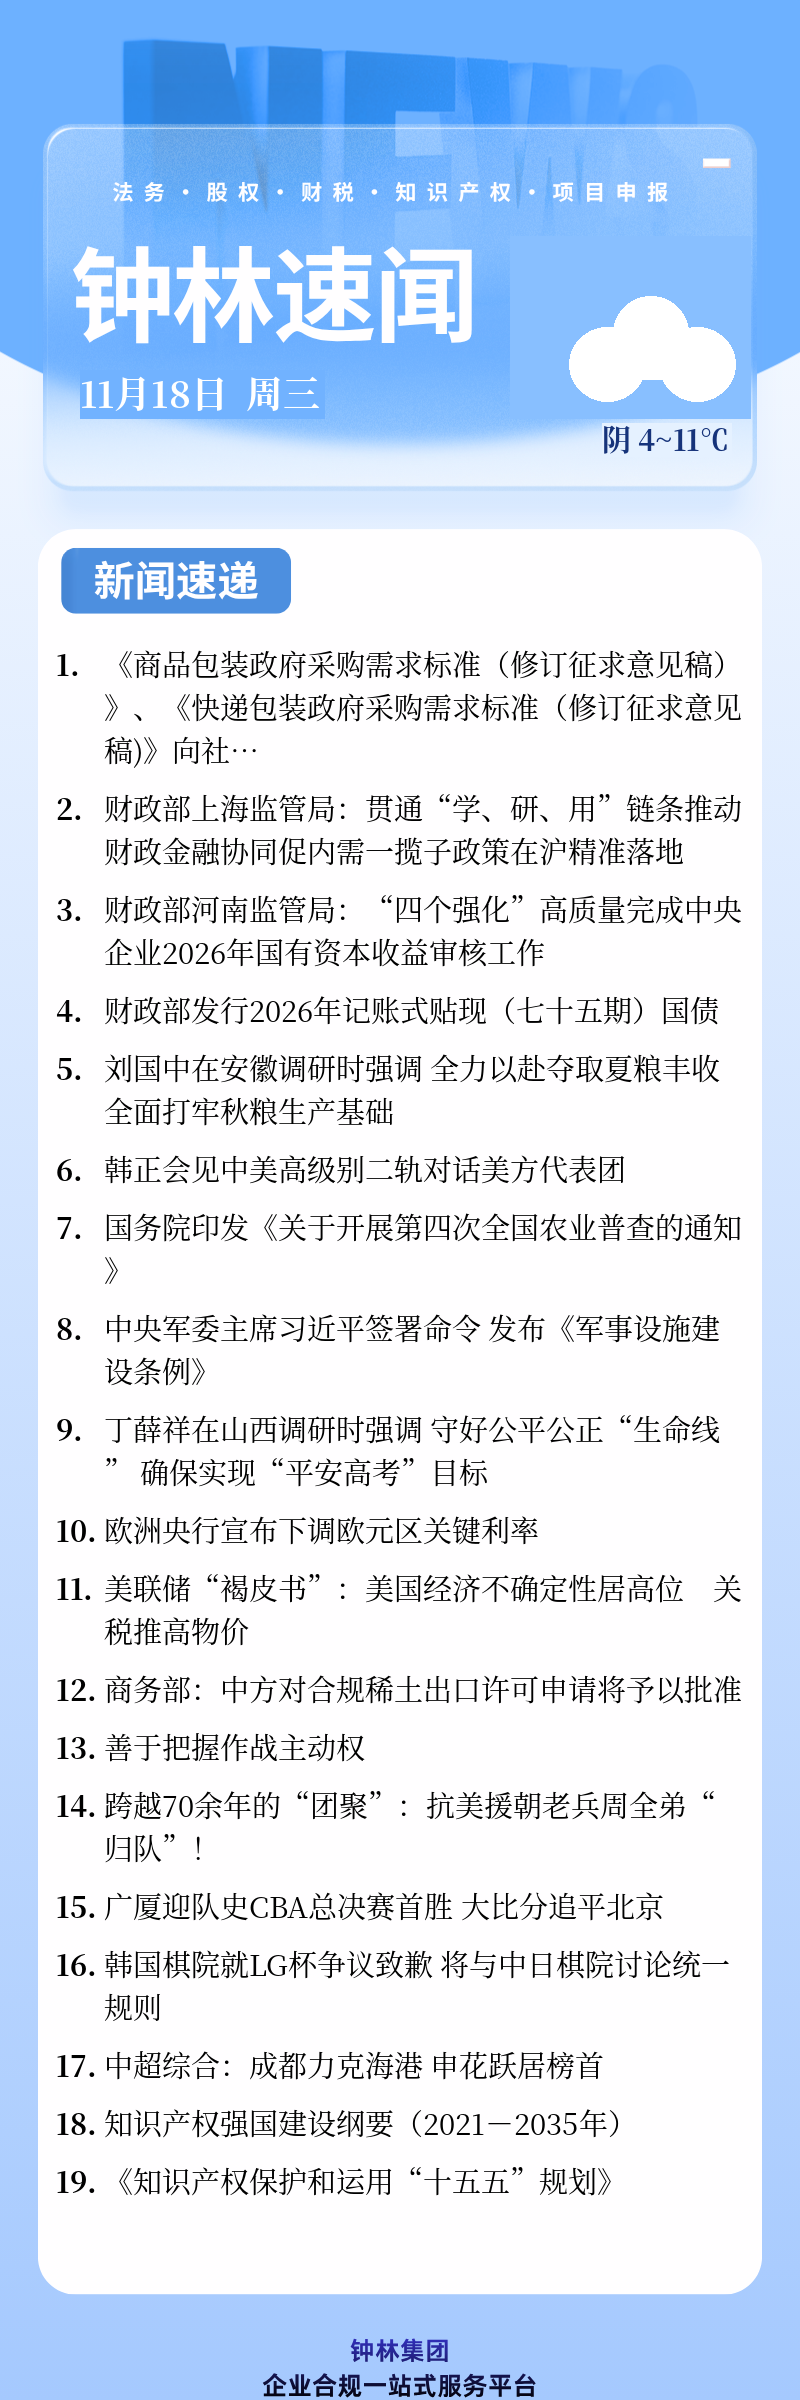 NEWS
法务・股权・财税・知识产权・项目申报
钟林速闻
11月18日 周三
阴 4~11℃
新闻速递
1. 《商品包装政府采购需求标准（修订征求意见稿）
》、《快递包装政府采购需求标准（修订征求意见
稿)》向社…
2. 财政部上海监管局：贯通“学、研、用”链条推动
财政金融协同促内需一揽子政策在沪精准落地
3. 财政部河南监管局：“四个强化”高质量完成中央
企业2026年国有资本收益审核工作
4. 财政部发行2026年记账式贴现（七十五期）国债
5. 刘国中在安徽调研时强调 全力以赴夺取夏粮丰收
全面打牢秋粮生产基础
6. 韩正会见中美高级别二轨对话美方代表团
7. 国务院印发《关于开展第四次全国农业普查的通知
》
8. 中央军委主席习近平签署命令 发布《军事设施建
设条例》
9. 丁薛祥在山西调研时强调 守好公平公正“生命线
” 确保实现“平安高考”目标
10. 欧洲央行宣布下调欧元区关键利率
11. 美联储“褐皮书”：美国经济不确定性居高位　关
税推高物价
12. 商务部：中方对合规稀土出口许可申请将予以批准
13. 善于把握作战主动权
14. 跨越70余年的“团聚”：抗美援朝老兵周全弟“
归队”！
15. 广厦迎队史CBA总决赛首胜 大比分追平北京
16. 韩国棋院就LG杯争议致歉 将与中日棋院讨论统一
规则
17. 中超综合：成都力克海港 申花跃居榜首
18. 知识产权强国建设纲要（2021－2035年）
19. 《知识产权保护和运用“十五五”规划》
钟林集团
企业合规一站式服务平台